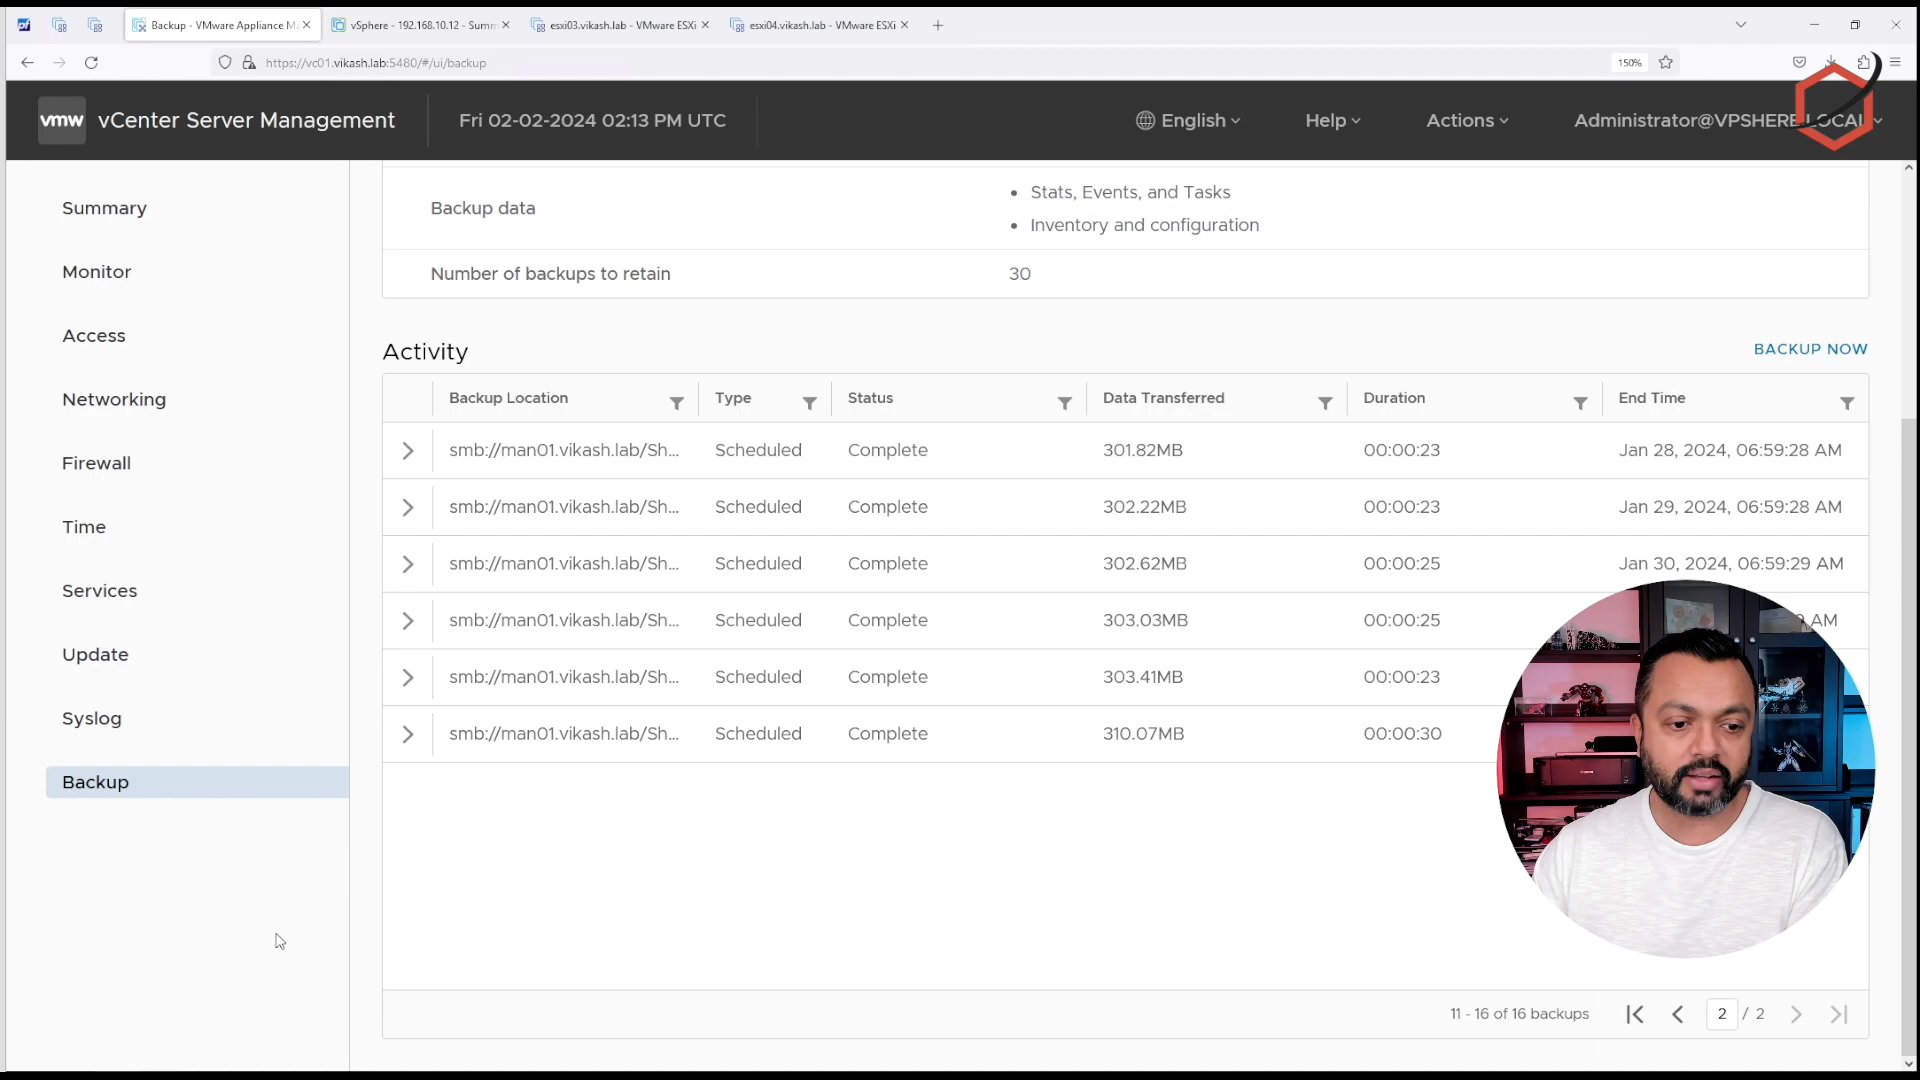 Backup - VMware Appliance M
vSphere - 192.168.10.12 - Summ
esxi03.vikash.lab - VMware ESXi
esxi04.vikash.lab - VMware ESXi
https://vc01.vikash.lab:5480/#/ui/backup
150%
vmw vCenter Server Management
Fri 02-02-2024 02:13 PM UTC
English
Help
Actions
Administrator@VPSHERE.LOCAL
Summary
Monitor
Access
Networking
Firewall
Time
Services
Update
Syslog
Backup
Backup data
• Stats, Events, and Tasks
• Inventory and configuration
Number of backups to retain 30
Activity
BACKUP NOW
Backup Location Type Status Data Transferred Duration End Time
smb://man01.vikash.lab/Sh... Scheduled Complete 301.82MB 00:00:23 Jan 28, 2024, 06:59:28 AM
smb://man01.vikash.lab/Sh... Scheduled Complete 302.22MB 00:00:23 Jan 29, 2024, 06:59:28 AM
smb://man01.vikash.lab/Sh... Scheduled Complete 302.62MB 00:00:25 Jan 30, 2024, 06:59:29 AM
smb://man01.vikash.lab/Sh... Scheduled Complete 303.03MB 00:00:25 AM
smb://man01.vikash.lab/Sh... Scheduled Complete 303.41MB 00:00:23
smb://man01.vikash.lab/Sh... Scheduled Complete 310.07MB 00:00:30
11 - 16 of 16 backups 2 / 2